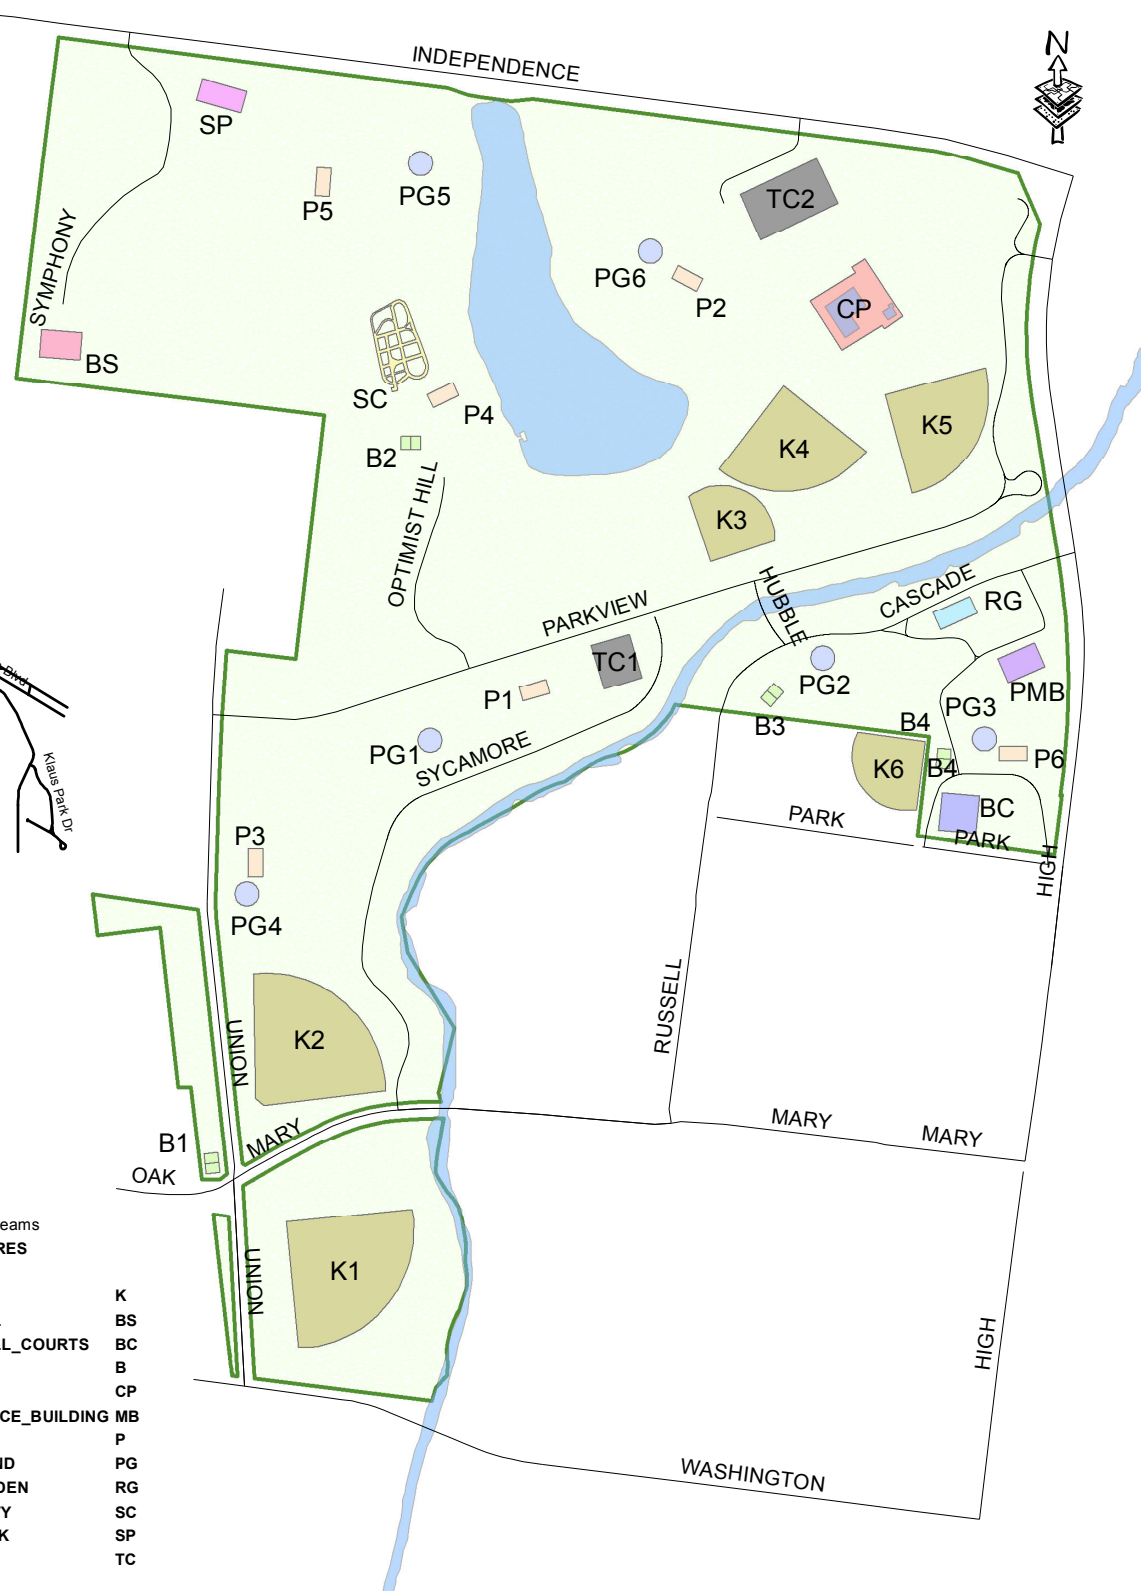 N
INDEPENDENCE
SP
PG5
P5
TC2
SYMPHONY
PG6
P2
CP
BS
SC
P4
K5
K4
B2
OPTIMIST HILL
K3
HUBBLE
CASCADE
RG
PARKVIEW
TC1
PG2
PMB
P1
B3
B4
PG3
Blvd
PG1
SYCAMORE
K6
B4
P6
Klaus Park Dr
BC
PARK
PARK
P3
HIGH
PG4
RUSSELL
UNION
K2
MARY
MARY
MARY
B1
OAK
eams
RES
UNION
K1
K
BS
L_COURTS BC
B
HIGH
CP
CE_BUILDING MB
P
ND PG
WASHINGTON
DEN RG
Y SC
K SP
TC